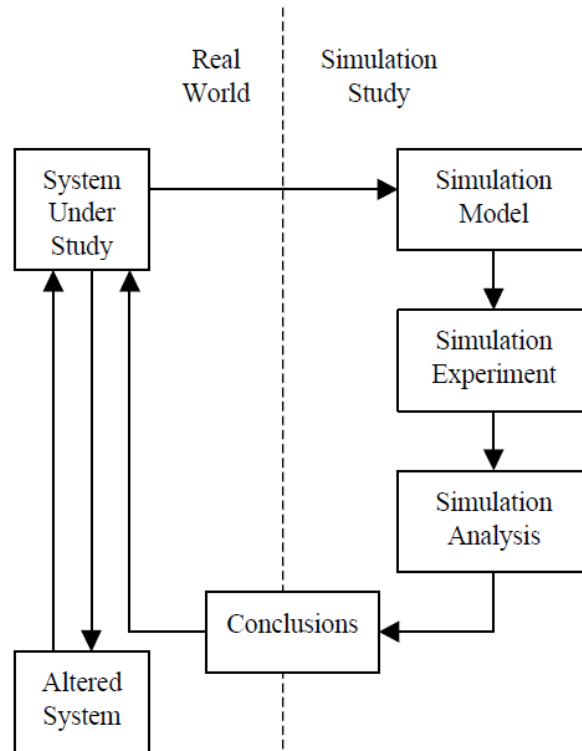 Real
World
Simulation
Study
System
Under
Study
Simulation
Model
Simulation
Experiment
Simulation
Analysis
Conclusions
Altered
System